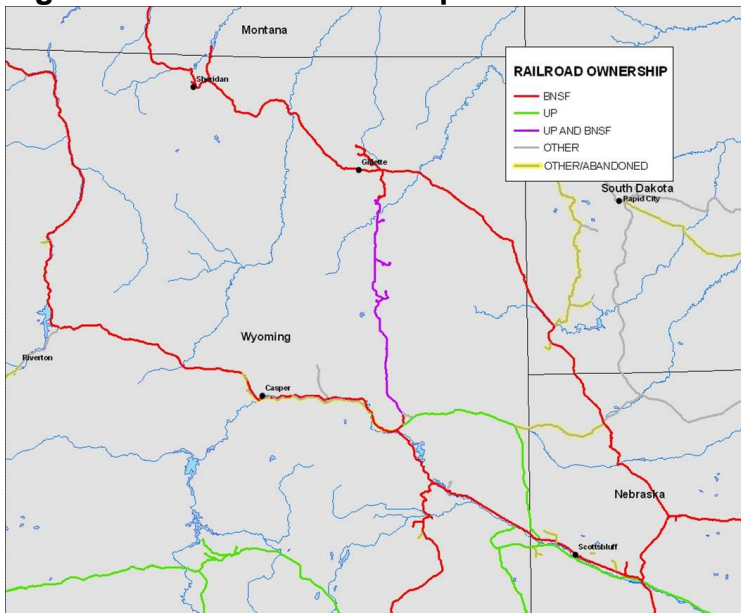 Montana
Sheridan
RAILROAD OWNERSHIP
BNSF
UP
UP AND BNSF
OTHER
OTHER/ABANDONED
Gillette
South Dakota
Rapid City
Wyoming
Riverton
Casper
Nebraska
Scottsbluff